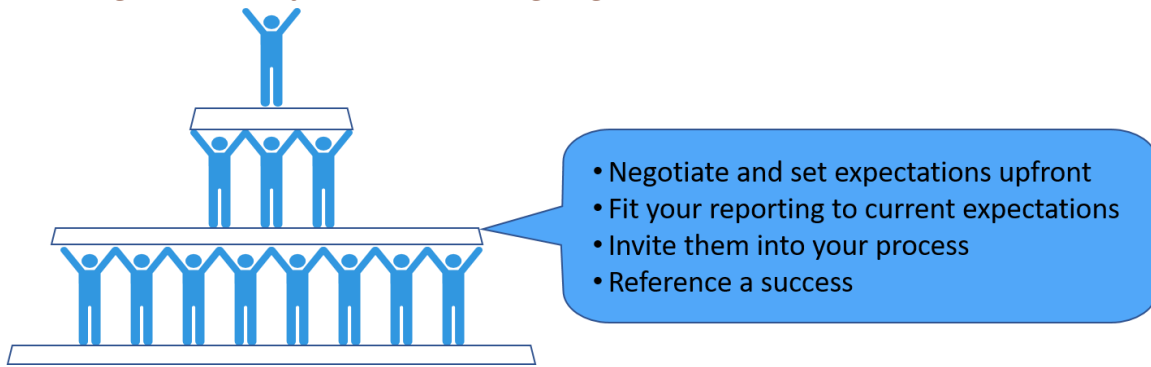 • Negotiate and set expectations upfront
• Fit your reporting to current expectations
• Invite them into your process
• Reference a success